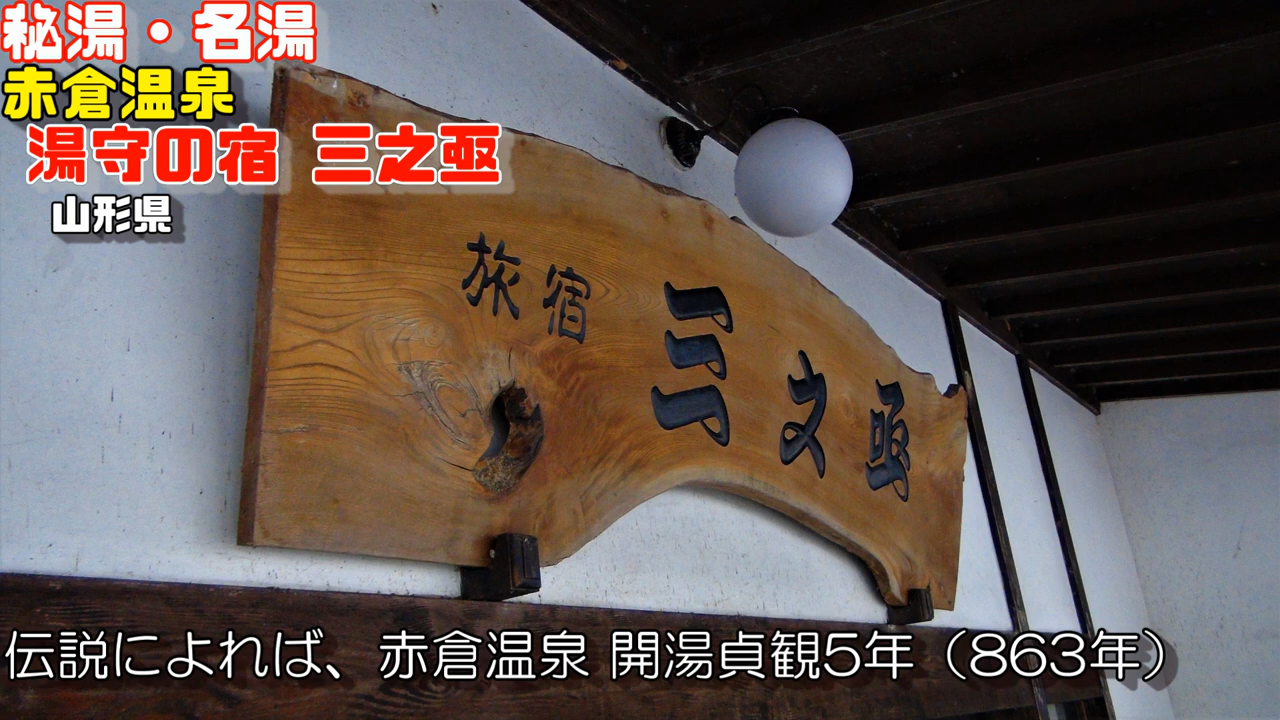 秘湯・名湯
赤倉温泉
湯守の宿 三之亟
山形県
旅宿 三之亟
伝説によれば、赤倉温泉 開湯貞観5年（863年）